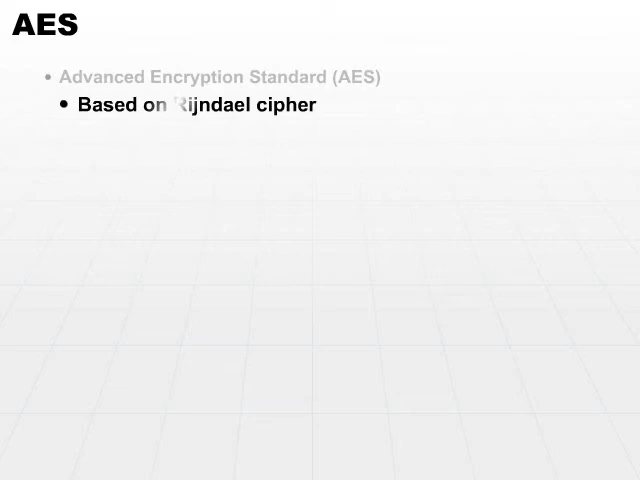 AES
• Advanced Encryption Standard (AES)
• Based on Rijndael cipher